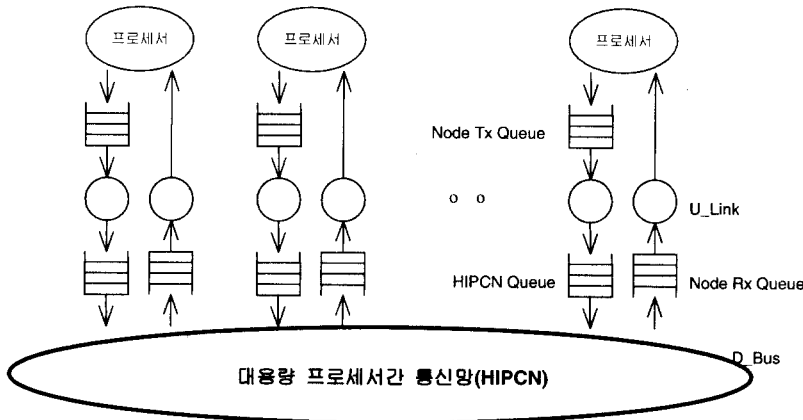 프로세서 프로세서 프로세서
Node Tx Queue
o o
U_Link
HIPCN Queue Node Rx Queue
D_Bus
대용량 프로세서간 통신망(HIPCN)